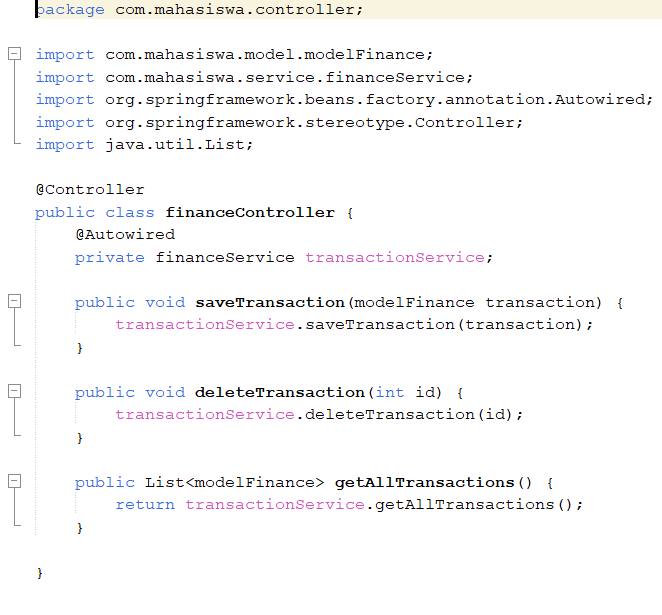 package com.mahasiswa.controller;
import com.mahasiswa.model.modelFinance;
import com.mahasiswa.service.financeService;
import org.springframework.beans.factory.annotation.Autowired;
import org.springframework.stereotype.Controller;
import java.util.List;
@Controller
public class financeController {
@Autowired
private financeService transactionService;
public void saveTransaction(modelFinance transaction) {
transactionService.saveTransaction(transaction);
}
public void deleteTransaction(int id) {
transactionService.deleteTransaction(id);
}
public List<modelFinance> getAllTransactions() {
return transactionService.getAllTransactions();
}
}